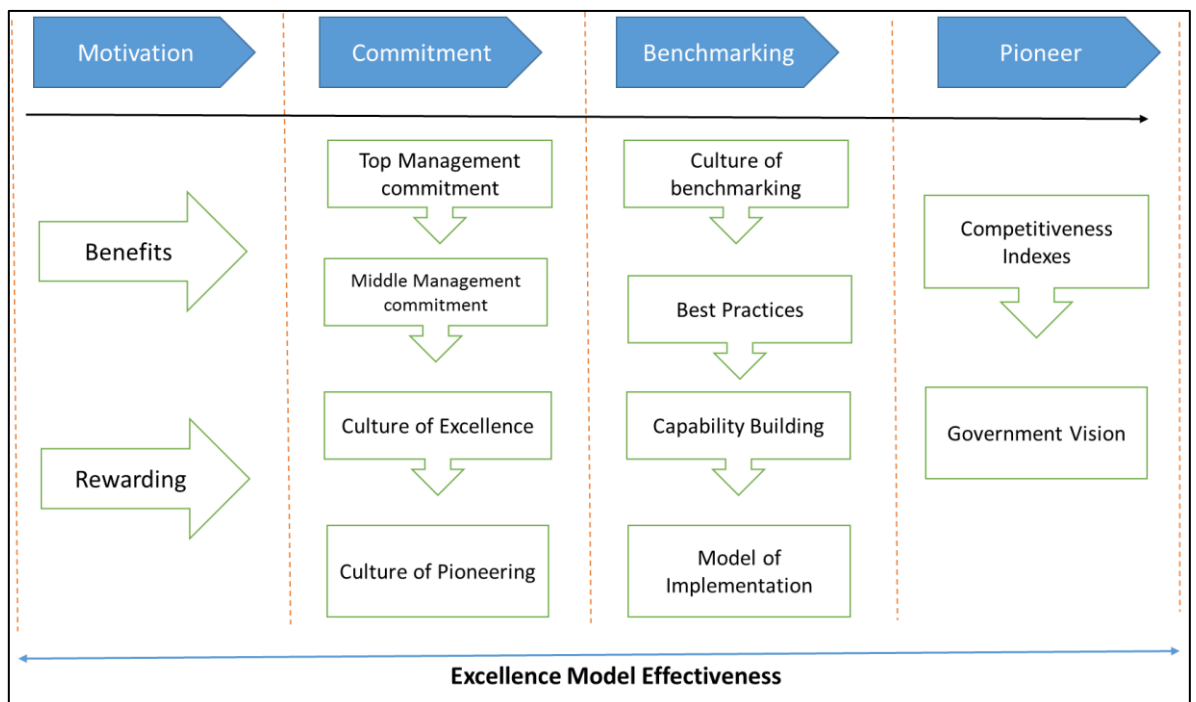 Motivation
Commitment
Benchmarking
Pioneer
Benefits
Rewarding
Top Management
commitment
Middle Management
commitment
Culture of Excellence
Culture of Pioneering
Culture of
benchmarking
Best Practices
Capability Building
Model of
Implementation
Competitiveness
Indexes
Government Vision
Excellence Model Effectiveness